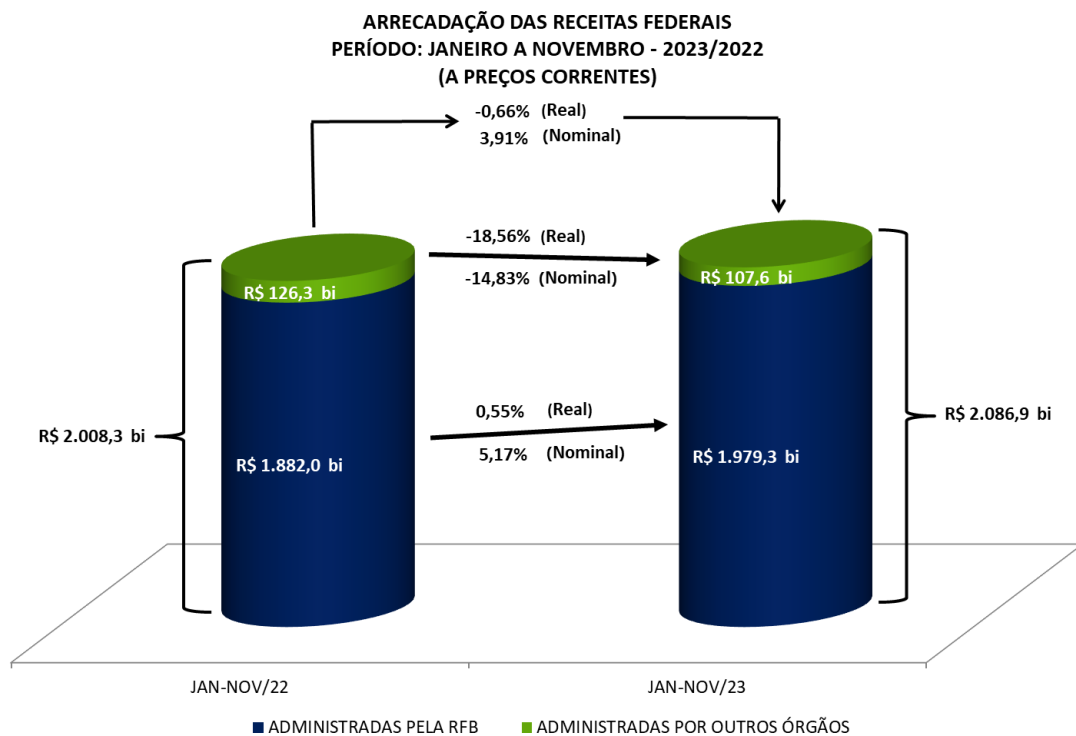 ARRECADAÇÃO DAS RECEITAS FEDERAIS
PERÍODO: JANEIRO A NOVEMBRO - 2023/2022
(A PREÇOS CORRENTES)
-0,66% (Real)
3,91% (Nominal)
-18,56% (Real)
-14,83% (Nominal)
R$ 126,3 bi
R$ 107,6 bi
0,55% (Real)
5,17% (Nominal)
R$ 2.008,3 bi
R$ 2.086,9 bi
R$ 1.882,0 bi
R$ 1.979,3 bi
JAN-NOV/22
JAN-NOV/23
ADMINISTRADAS PELA RFB
ADMINISTRADAS POR OUTROS ÓRGÃOS